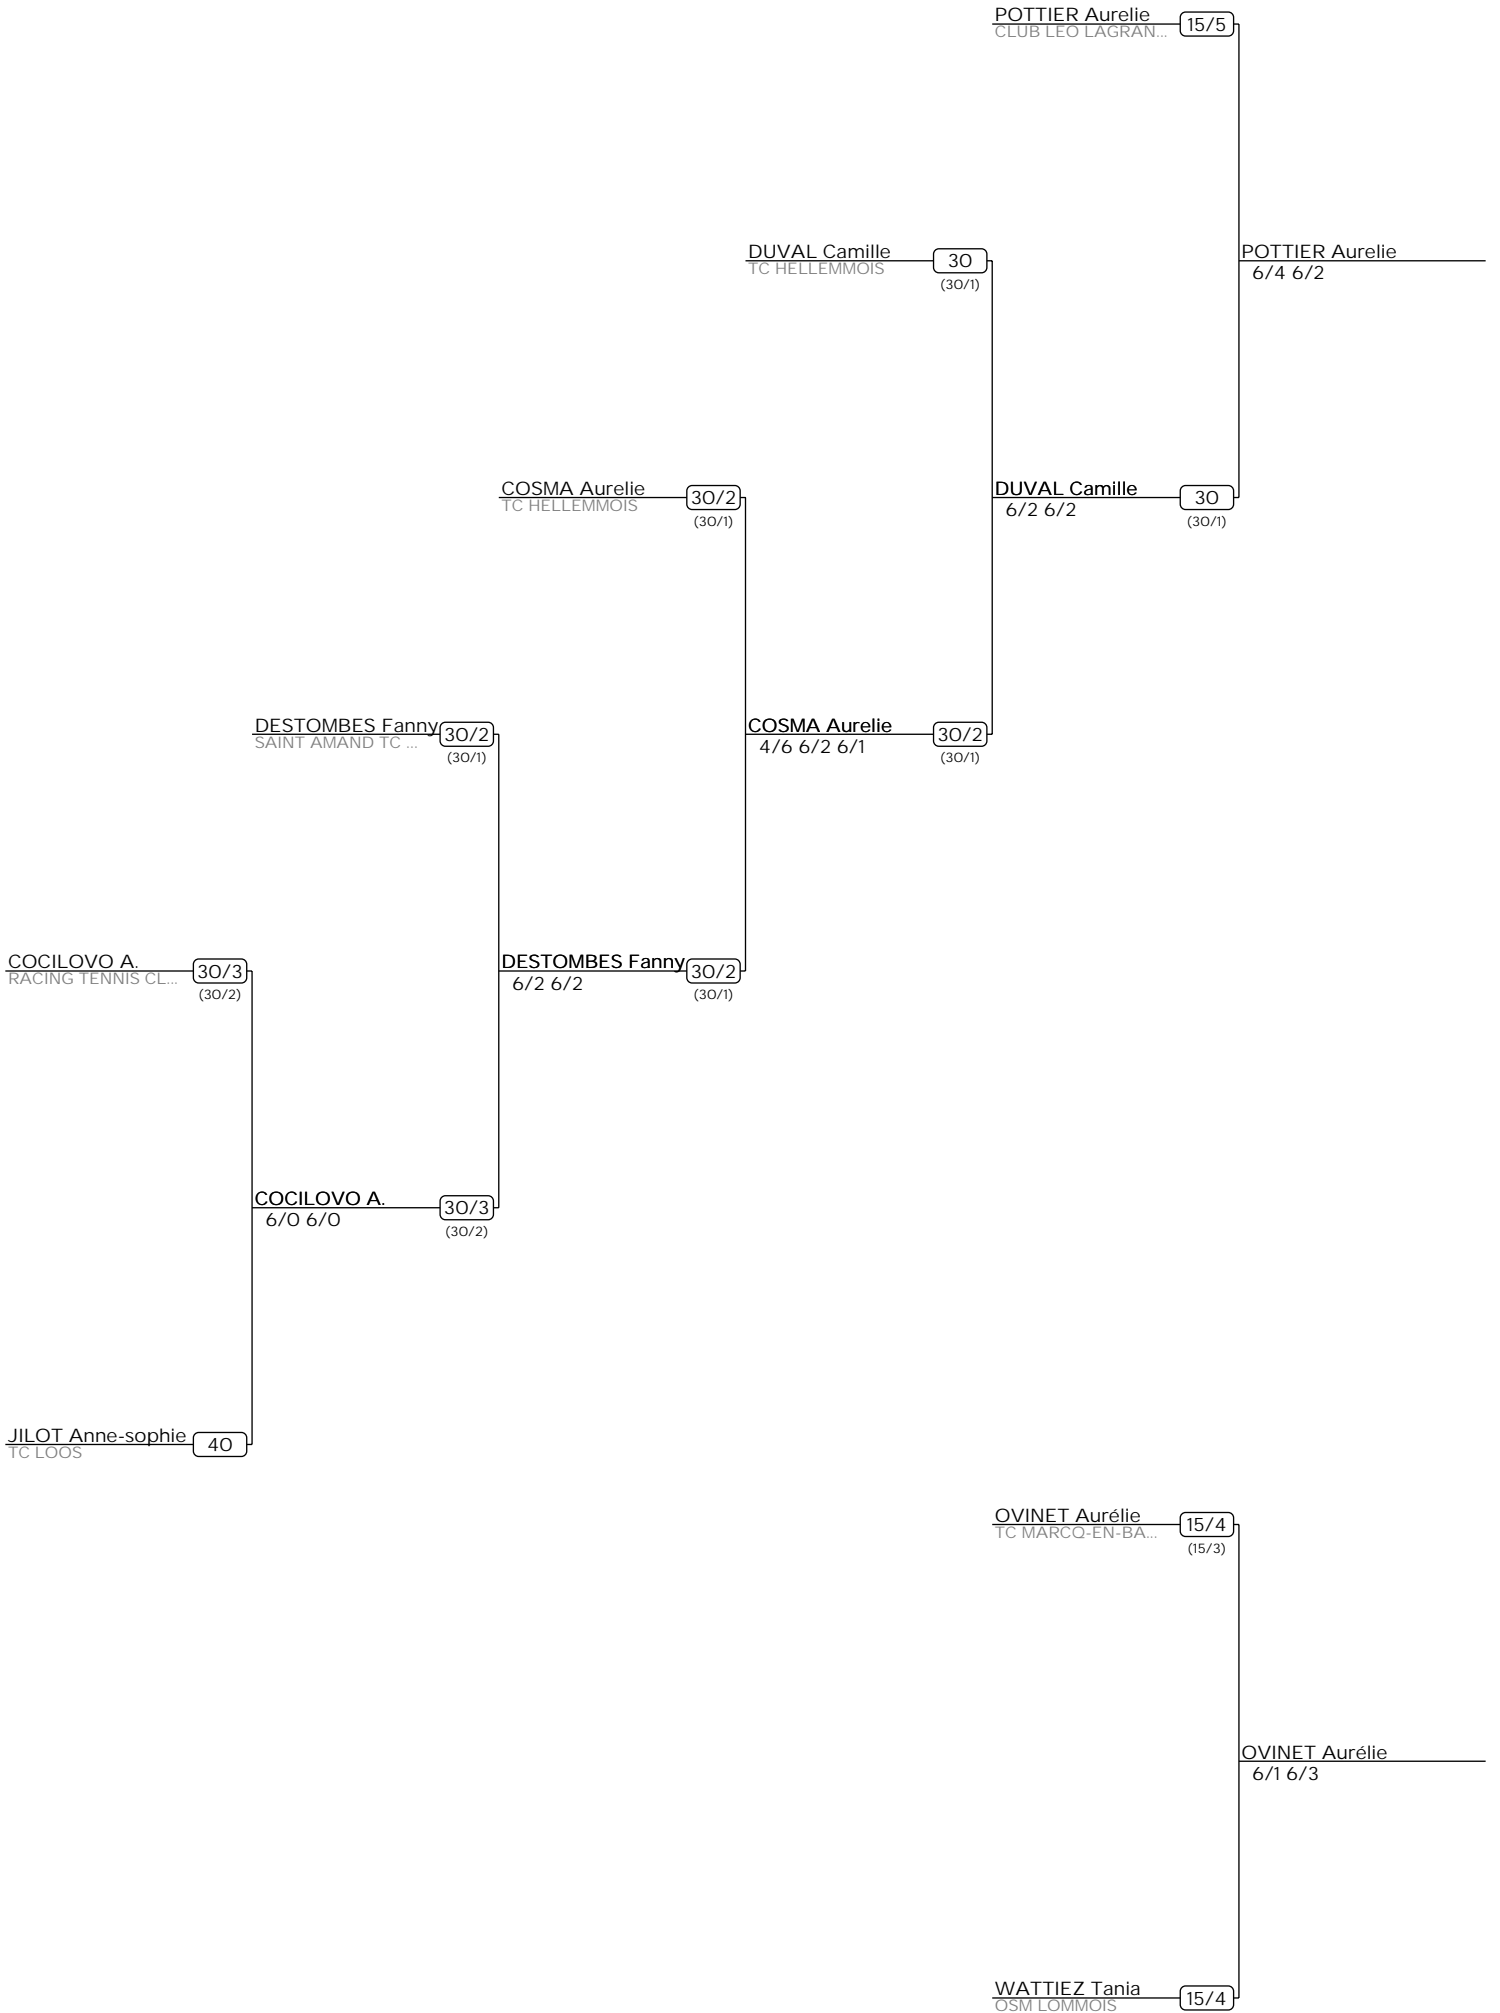 POTTIER Aurelie
CLUB LEO LAGRAN...
15/5
DUVAL Camille
TC HELLEMMOIS
30
(30/1)
POTTIER Aurelie
6/4 6/2
COSMA Aurelie
TC HELLEMMOIS
30/2
(30/1)
DUVAL Camille
6/2 6/2
30
(30/1)
DESTOMBES Fanny
SAINT AMAND TC ...
30/2
(30/1)
COSMA Aurelie
4/6 6/2 6/1
30/2
(30/1)
COCILOVO A.
RACING TENNIS CL...
30/3
(30/2)
DESTOMBES Fanny
6/2 6/2
30/2
(30/1)
COCILOVO A.
6/0 6/0
30/3
(30/2)
JILOT Anne-sophie
TC LOOS
40
OVINET Aurélie
TC MARCQ-EN-BA...
15/4
(15/3)
OVINET Aurélie
6/1 6/3
WATTIEZ Tania
OSM LOMMOIS
15/4